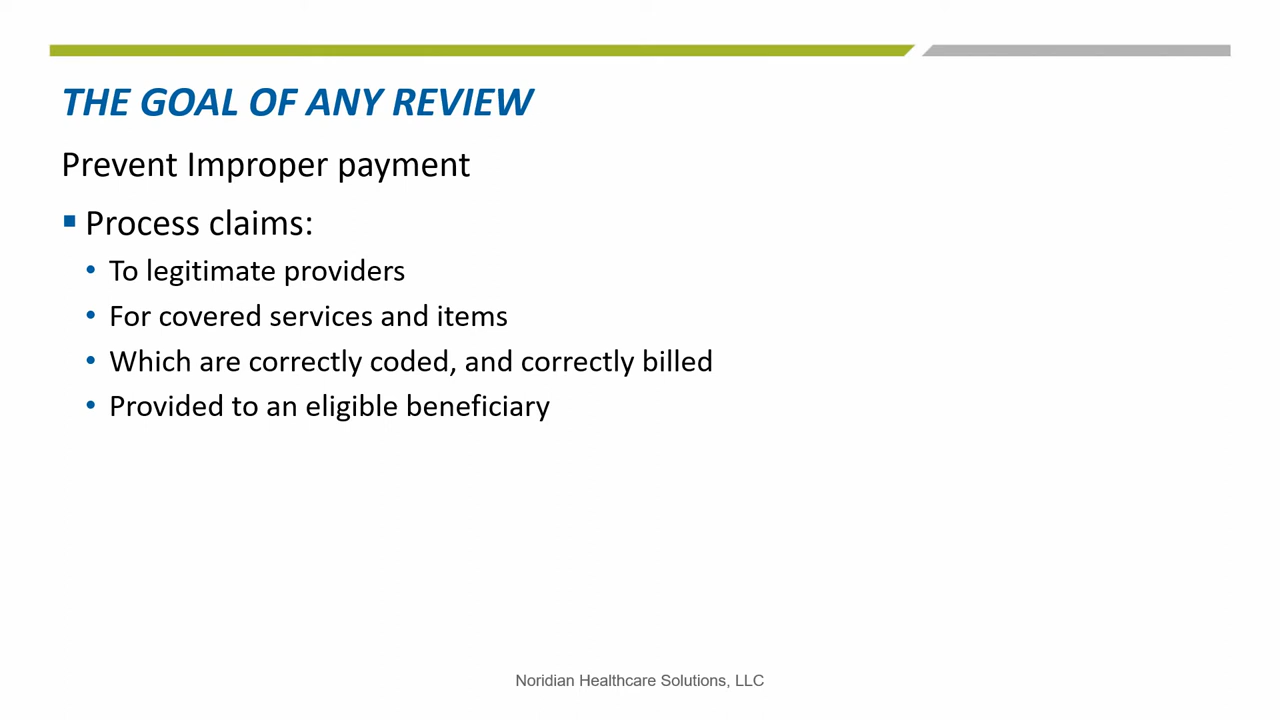 THE GOAL OF ANY REVIEW
Prevent Improper payment
Process claims:
To legitimate providers
For covered services and items
Which are correctly coded, and correctly billed
Provided to an eligible beneficiary
Noridian Healthcare Solutions, LLC